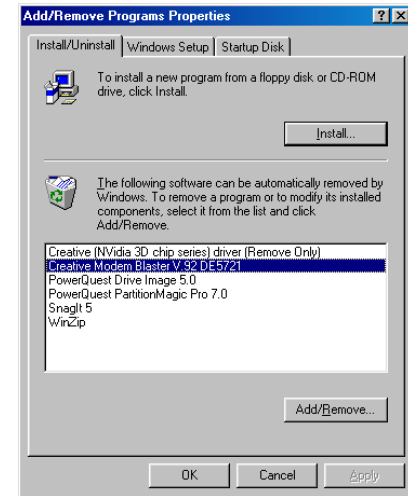 Add/Remove Programs Properties
Install/Uninstall Windows Setup Startup Disk
To install a new program from a floppy disk or CD-ROM
drive, click Install.
Install...
The following software can be automatically removed by
Windows. To remove a program or to modify its installed
components, select it from the list and click
Add/Remove.
Creative (NVidia 3D chip series) driver (Remove Only)
Creative Modem Blaster V.92 DE5721
PowerQuest Drive Image 5.0
PowerQuest PartitionMagic Pro 7.0
SnagIt 5
WinZip
Add/Remove...
OK Cancel Apply